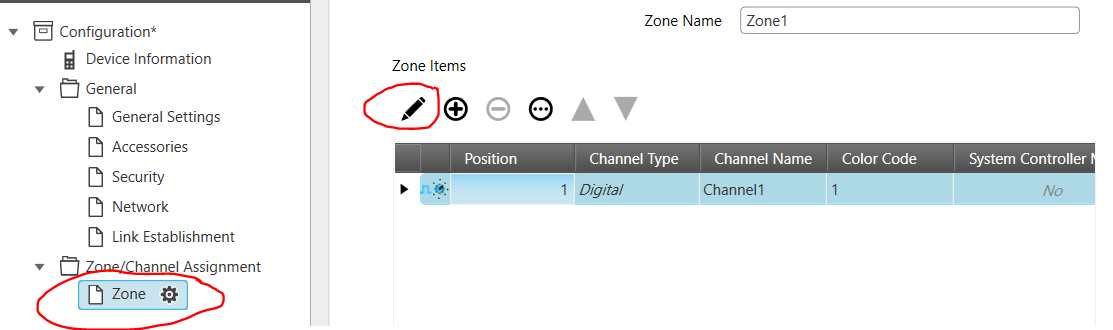 Configuration*
Device Information
General
General Settings
Accessories
Security
Network
Link Establishment
Zone/Channel Assignment
Zone
Zone Name Zone1
Zone Items
Position Channel Type Channel Name Color Code System Controller M
1 Digital Channel1 1 No